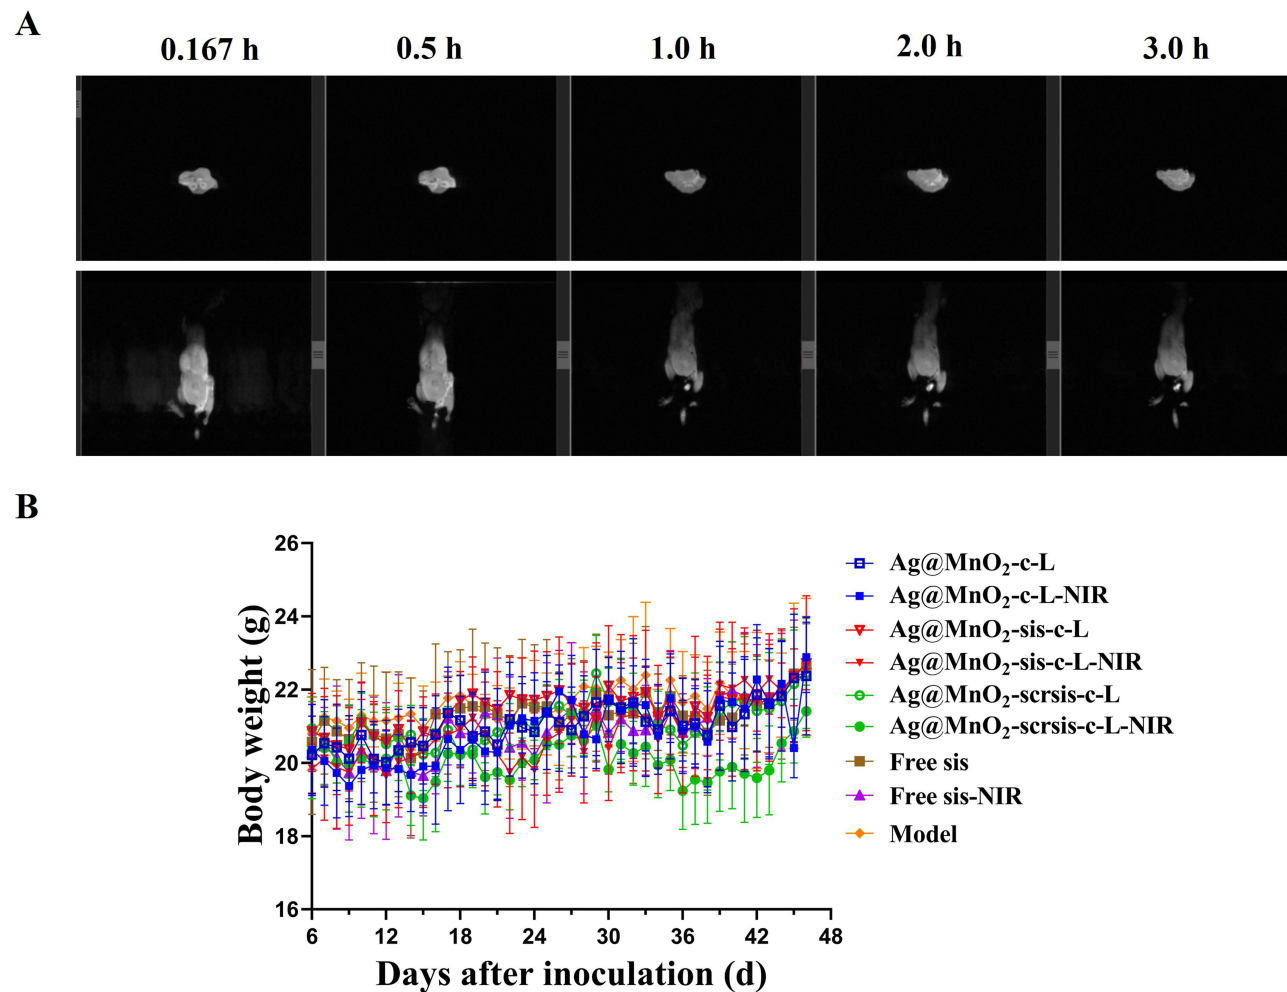 A
0.167 h 0.5 h 1.0 h 2.0 h 3.0 h
B
Body weight (g)
26
24
22
20
18
16
6 12 18 24 30 36 42 48
Days after inoculation (d)
Ag@MnO₂-c-L
Ag@MnO₂-c-L-NIR
Ag@MnO₂-sis-c-L
Ag@MnO₂-sis-c-L-NIR
Ag@MnO₂-scrsis-c-L
Ag@MnO₂-scrsis-c-L-NIR
Free sis
Free sis-NIR
Model